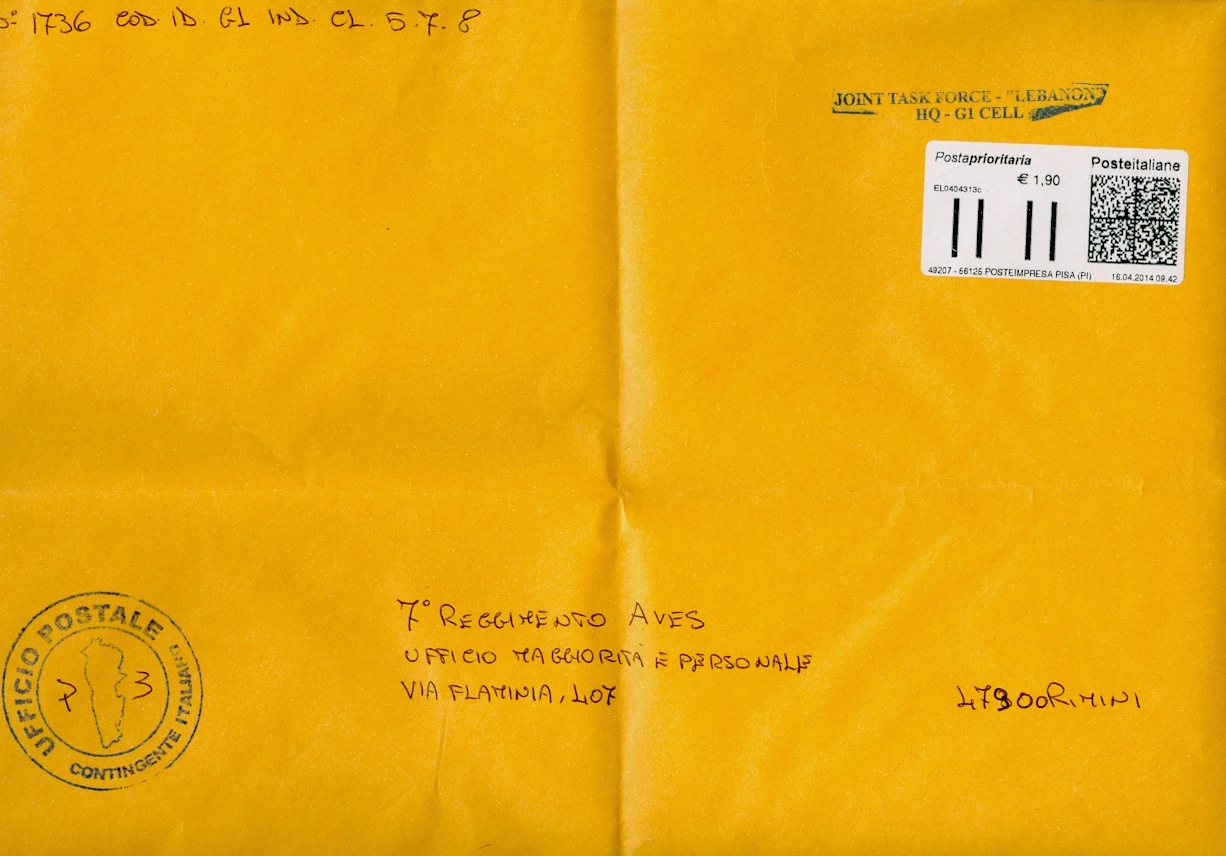 1736 COD. ID. G1 IND. CL. 5.7.8
JOINT TASK FORCE - "LEBANON"
HQ - G1 CELL
Postaprioritaria
Posteitaliane
€ 1,90
EL0404313c
49207 - 56125 POSTEIMPRESA PISA (PI)
16.04.2014 09.42
7° REGGIMENTO AVES
UFFICIO MAGGIORITÀ E PERSONALE
VIA FLAMINIA, 407
47900 RIMINI
UFFICIO POSTALE
P 3
CONTINGENTE ITALIANO